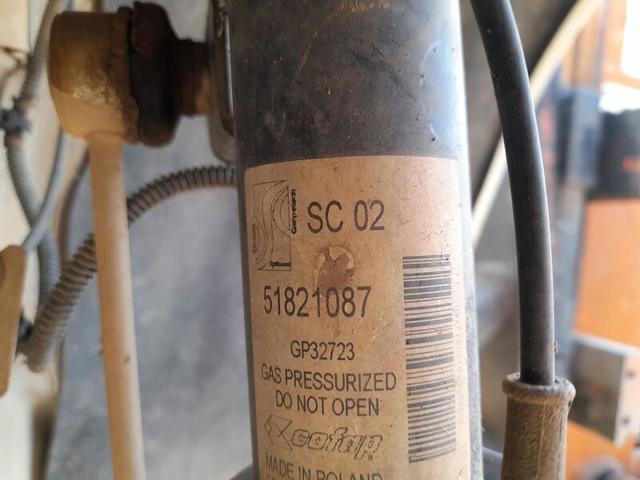 SC 02
51821087
GP32723
GAS PRESSURIZED
DO NOT OPEN
cofap
MADE IN POLAND